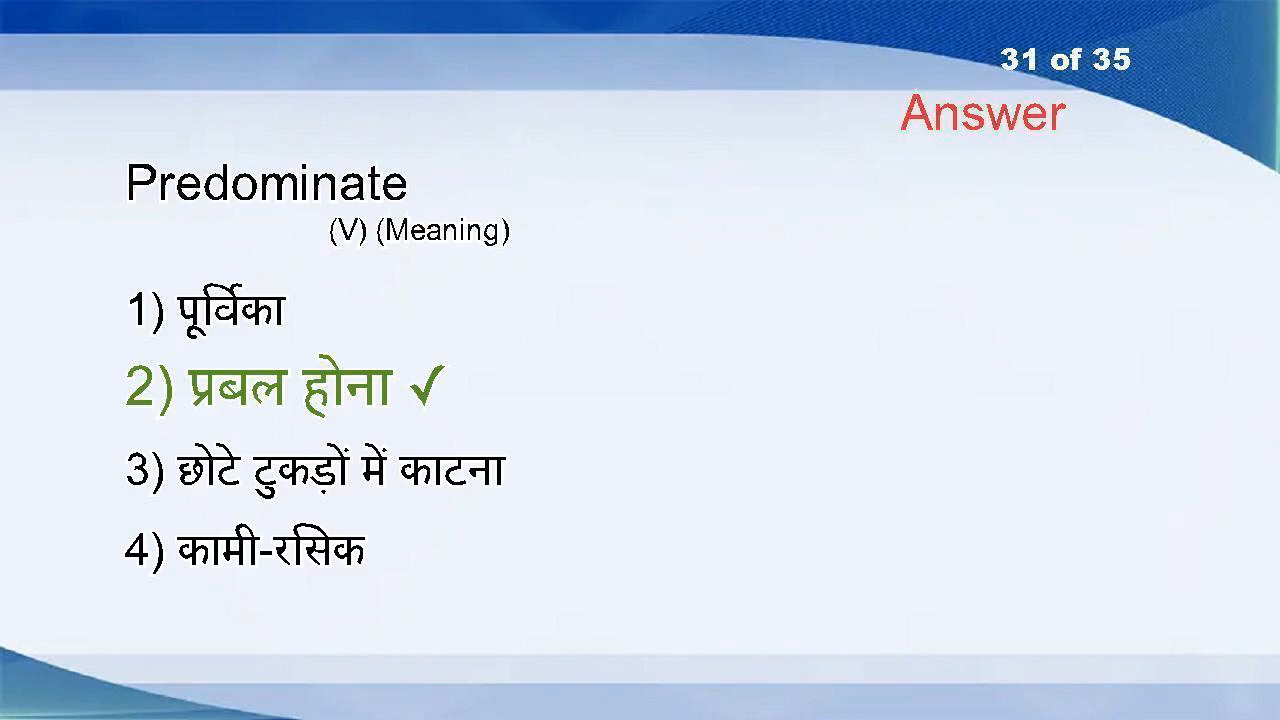 31 of 35
Answer
Predominate
(V) (Meaning)
1) पूर्विका
2) प्रबल होना ✓
3) छोटे टुकड़ों में काटना
4) कामी-रसिक